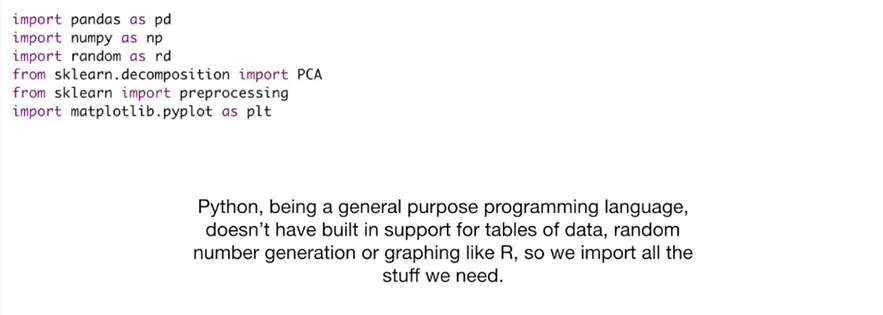 import pandas as pd
import numpy as np
import random as rd
from sklearn.decomposition import PCA
from sklearn import preprocessing
import matplotlib.pyplot as plt
Python, being a general purpose programming language,
doesn’t have built in support for tables of data, random
number generation or graphing like R, so we import all the
stuff we need.